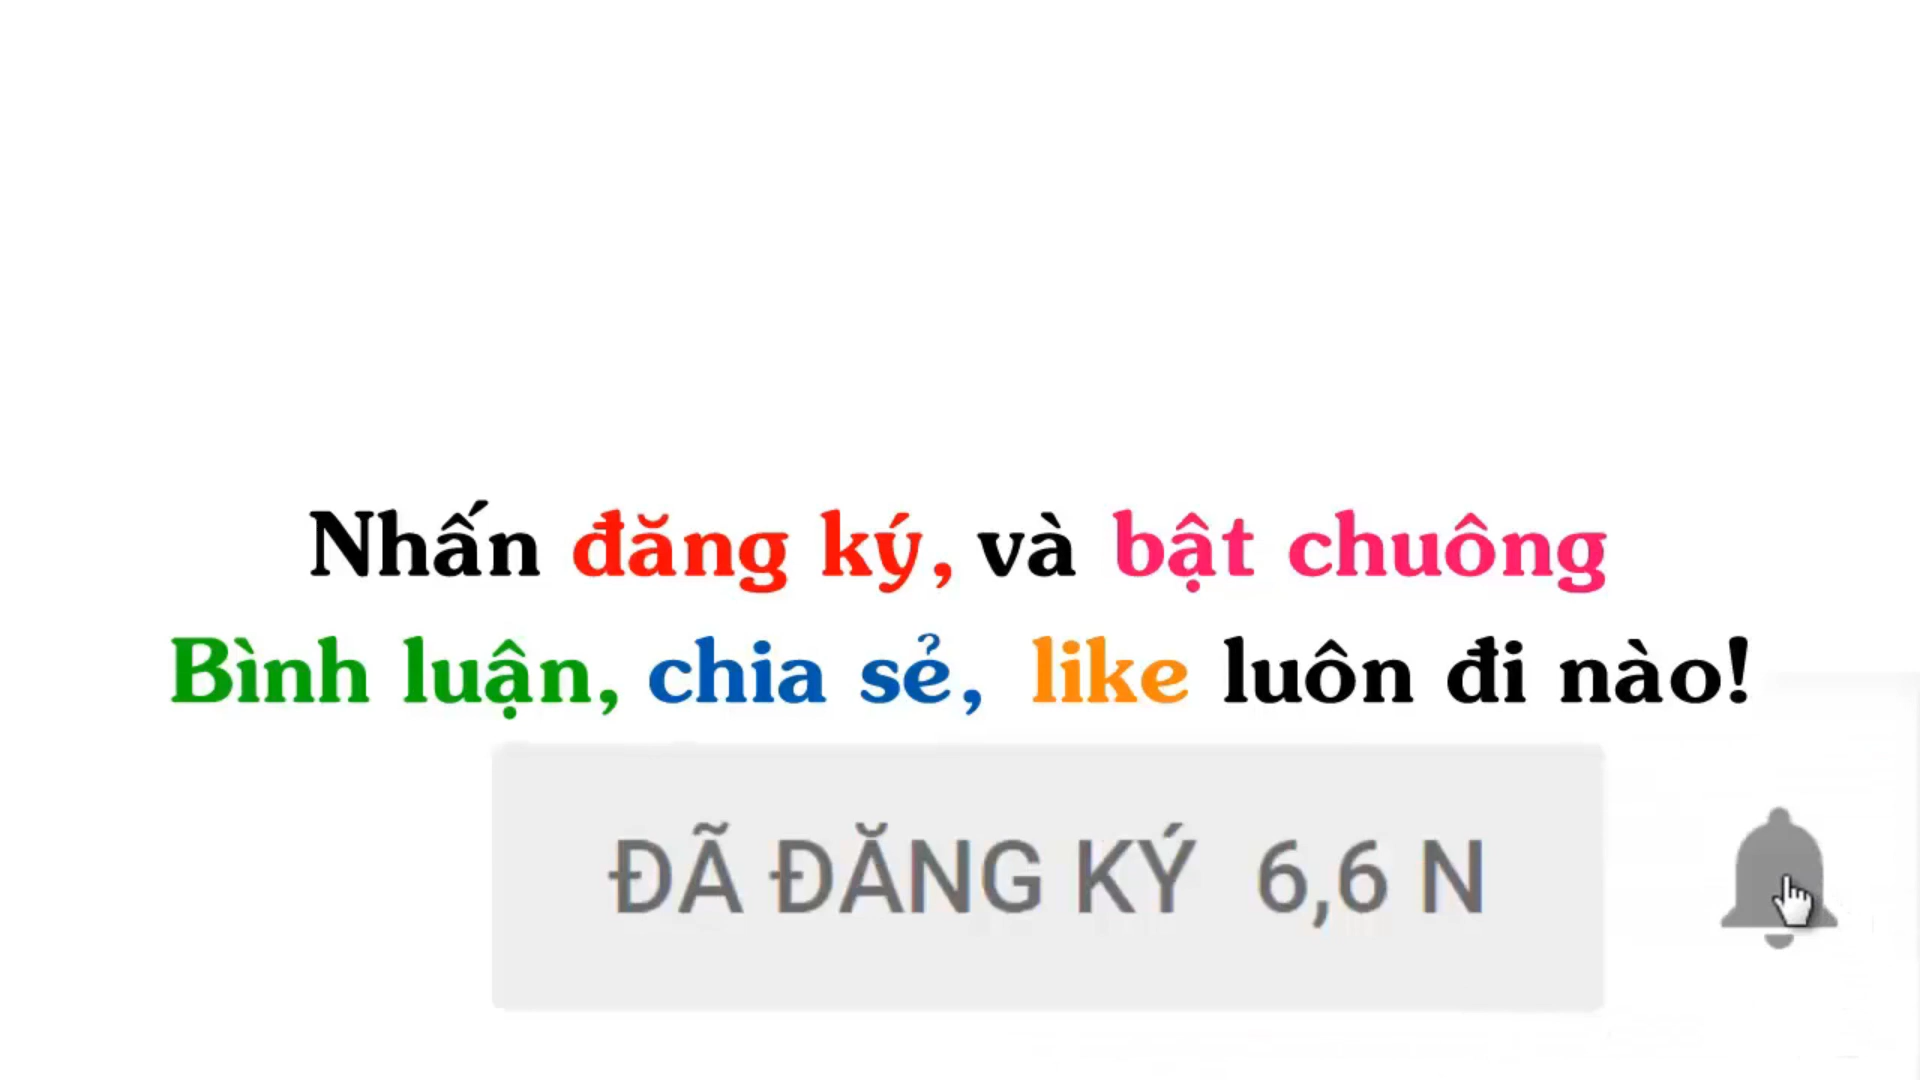 Nhấn đăng ký, và bật chuông
Bình luận, chia sẻ, like luôn đi nào!
ĐÃ ĐĂNG KÝ 6,6 N